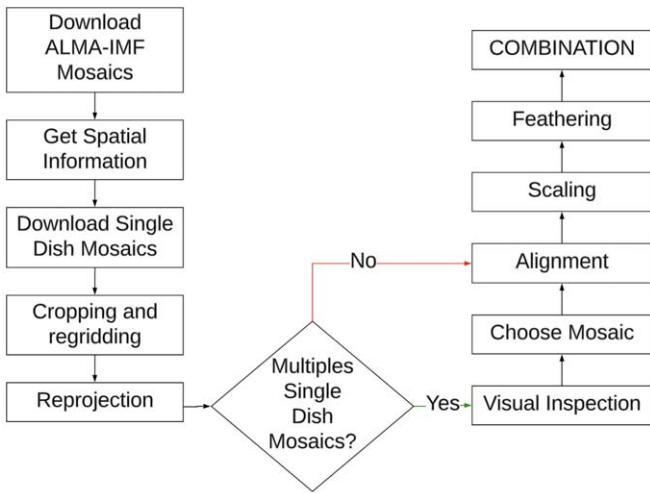 Download
ALMA-IMF
Mosaics
Get Spatial
Information
Download Single
Dish Mosaics
Cropping and
regridding
Reprojection
Multiples
Single
Dish
Mosaics?
No
Yes
Visual Inspection
Choose Mosaic
Alignment
Scaling
Feathering
COMBINATION